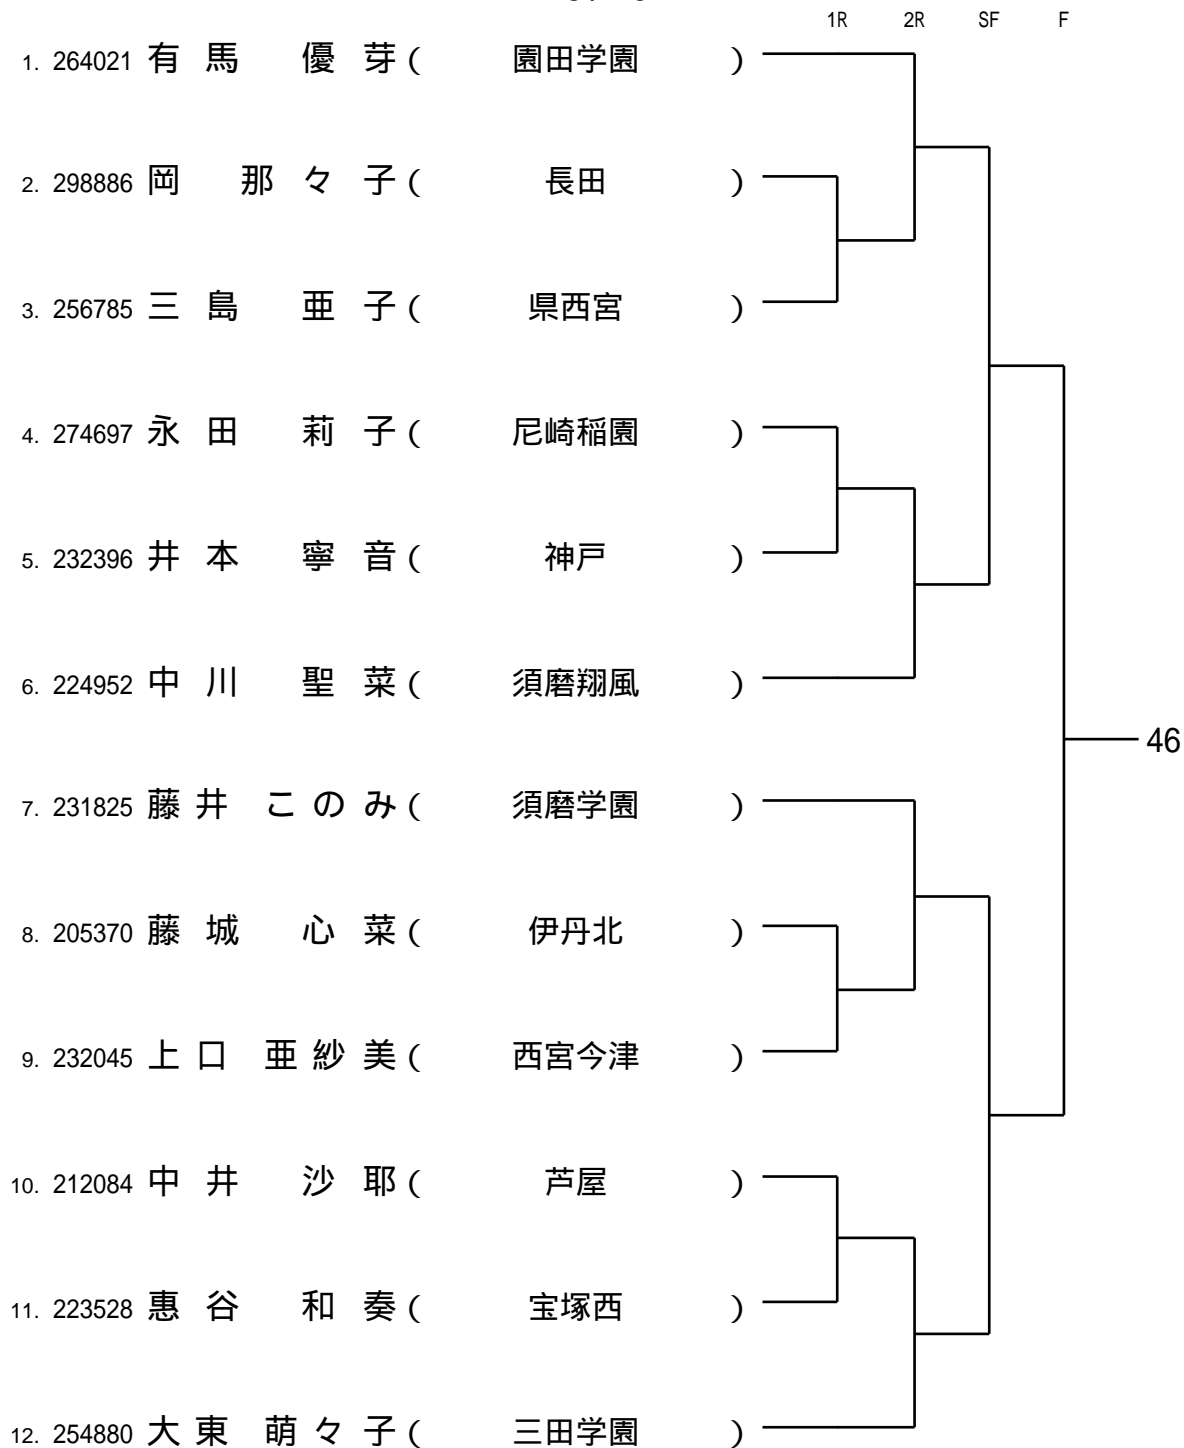 1R 2R SF F
1. 264021 有馬 優芽 ( 園田学園 )
2. 298886 岡 那々子 ( 長田 )
3. 256785 三島 亜子 ( 県西宮 )
4. 274697 永田 莉子 ( 尼崎稲園 )
5. 232396 井本 寧音 ( 神戸 )
6. 224952 中川 聖菜 ( 須磨翔風 )
46
7. 231825 藤井 このみ ( 須磨学園 )
8. 205370 藤城 心菜 ( 伊丹北 )
9. 232045 上口 亜紗美 ( 西宮今津 )
10. 212084 中井 沙耶 ( 芦屋 )
11. 223528 惠谷 和奏 ( 宝塚西 )
12. 254880 大東 萌々子 ( 三田学園 )